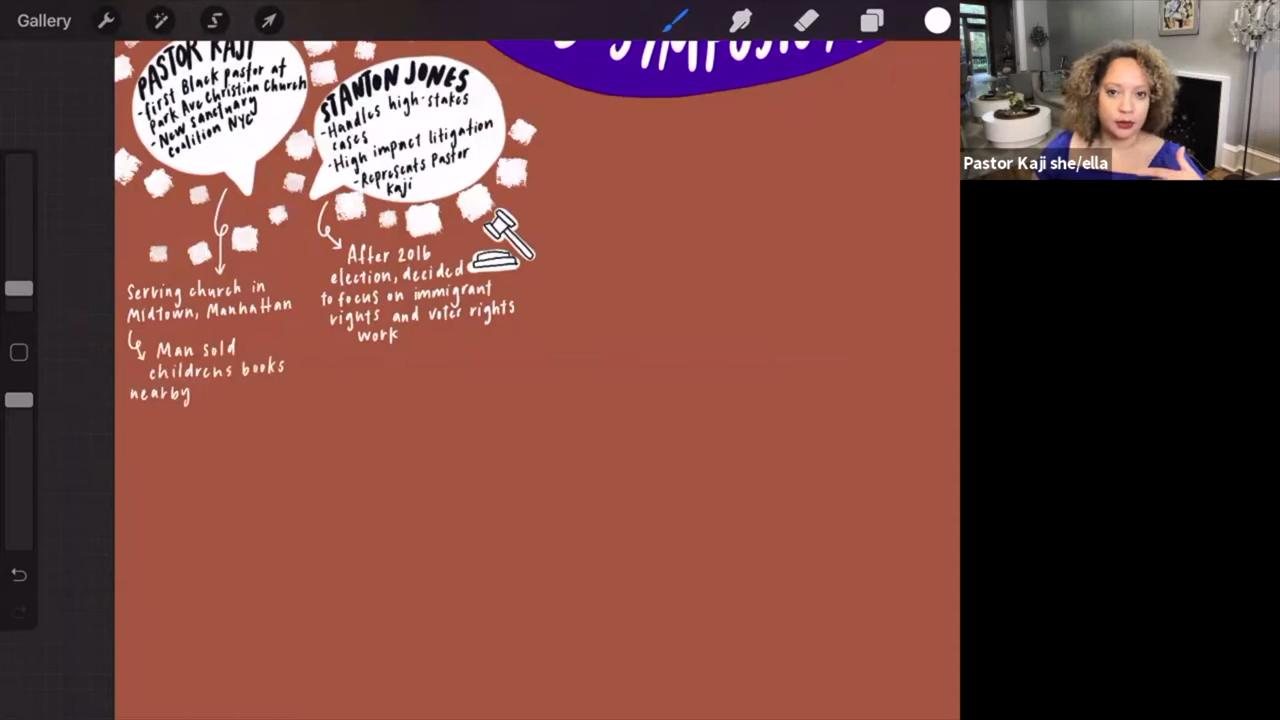 Gallery
SYMPOSIUM
PASTOR KAJI
-first Black pastor at
Park Ave Christian Church
-New sanctuary
coalition NYC
STANTON JONES
-Handles high-stakes
cases
-High impact litigation
-Represents Pastor
Kaji
Serving church in
Midtown, Manhattan
Man sold
childrens books
nearby
After 2016
election, decided
to focus on immigrant
rights and voter rights
work
Pastor Kaji she/ella